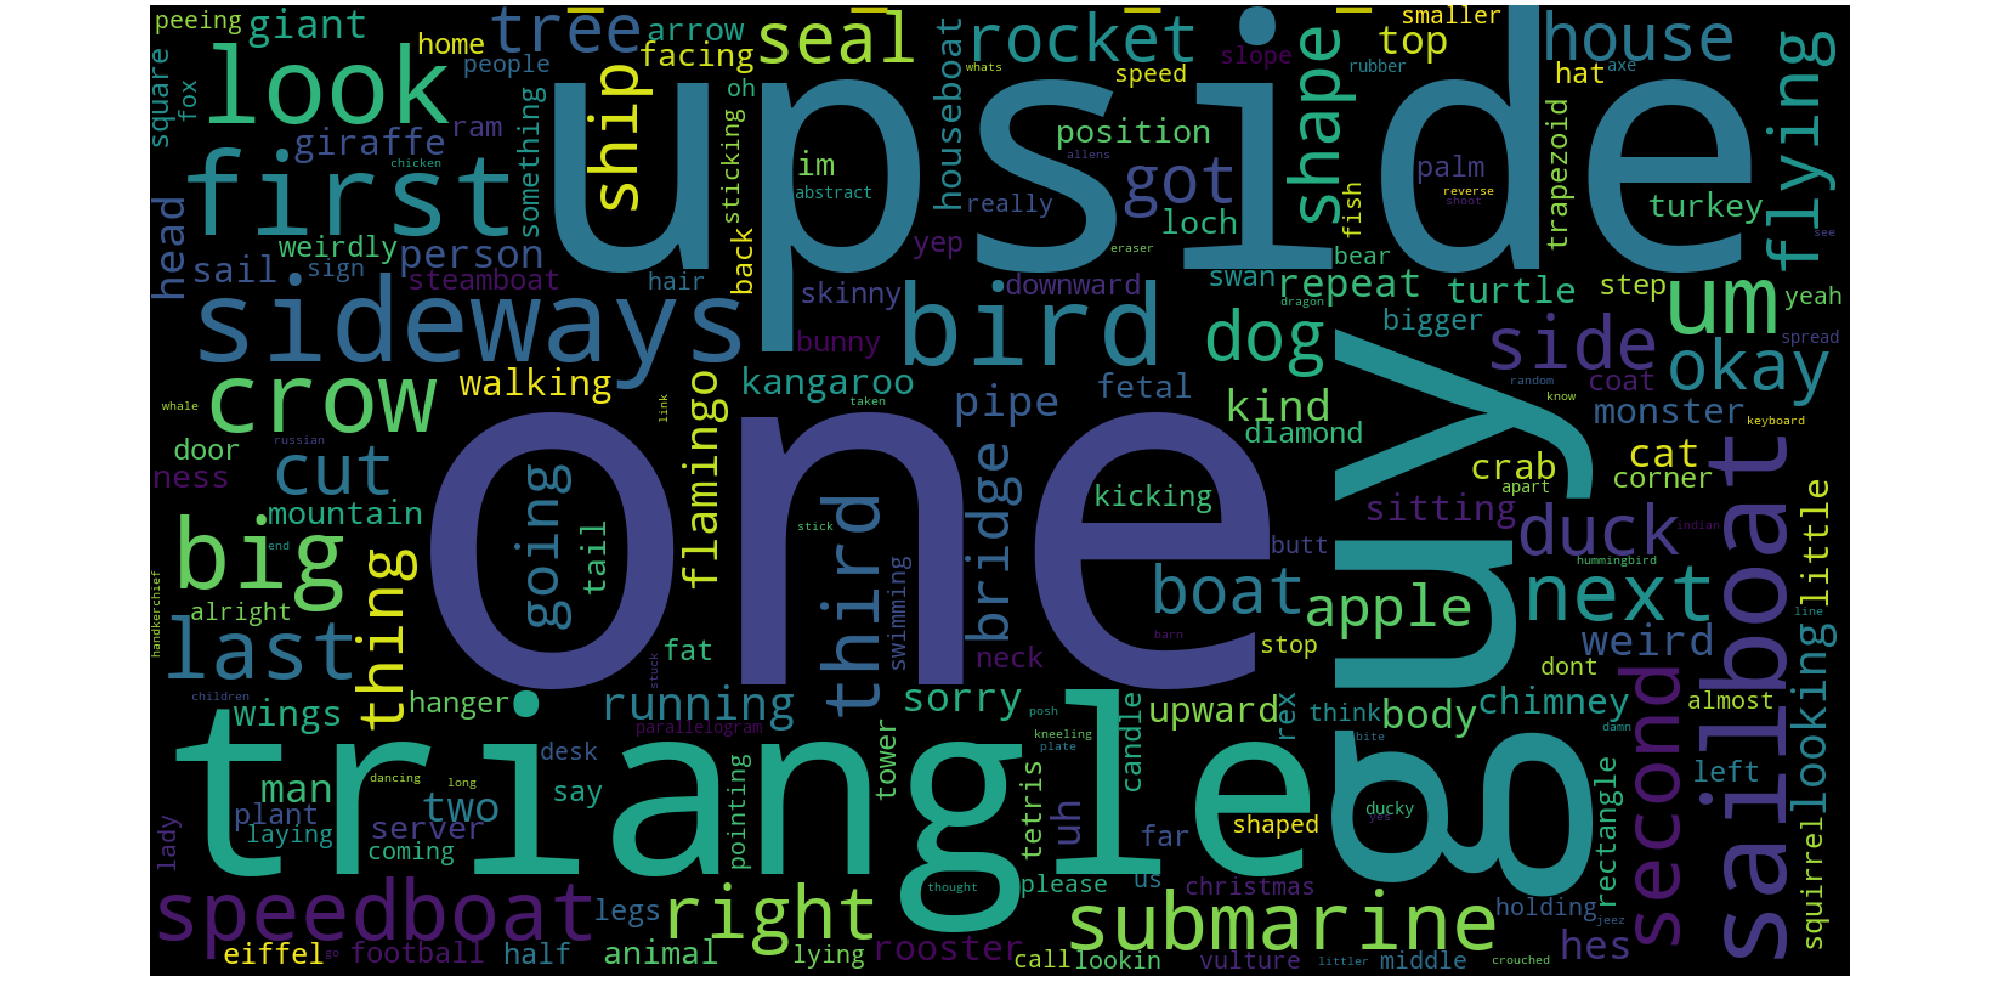 peeing giant tree arrow seal rocket smaller top house
square look home people facing ship whats speed slope shape rubber hat axe flying
fox giraffe ram something oh sticking im houseboat position upside palm trapezoid
chicken first abstract really got allens reverse shoot fish turkey
head weirdly person back yep loch eraser bear see
sail sign steamboat hair skinny downward swan repeat turtle step um yeah
sideways bunny bird dragon dog bigger side spread
crow walking flamingo kangaroo taken pipe fetal kind random coat okay
whale link diamond know monster keyboard
door russian cut one bridge kicking guy crab apart cat corner sailboat
ness mountain going third stick sitting duck indian little
big end tail swimming butt hummingbird
handkerchief alright thing boat apple next line
last fat stuck neck barn stop weird dont looking
children hanger running sorry candle upward rex think body chimney second almost
wings triangle parallelogram posh kneeling plate bite damn
man dancing long desk tower tetris rectangle left
plant two say pointing uh shaped ducky yes
lady laying server coming far squirrel
speedboat legs right thought please us christmas holding jeez
eiffel go football half animal lying rooster call lookin submarine vulture littler middle crouched hes